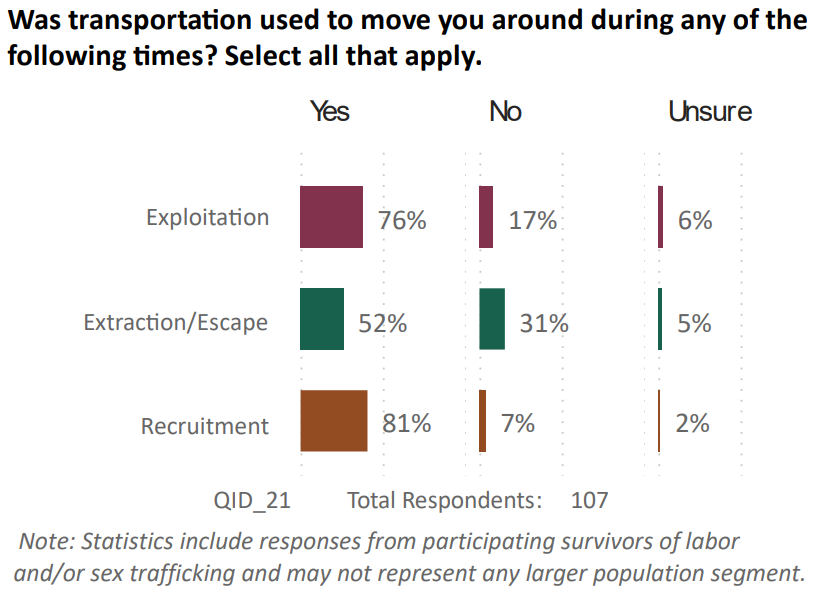 Was transportation used to move you around during any of the
following times? Select all that apply.
Yes No Unsure
Exploitation 76% 17% 6%
Extraction/Escape 52% 31% 5%
Recruitment 81% 7% 2%
QID_21 Total Respondents: 107
Note: Statistics include responses from participating survivors of labor
and/or sex trafficking and may not represent any larger population segment.